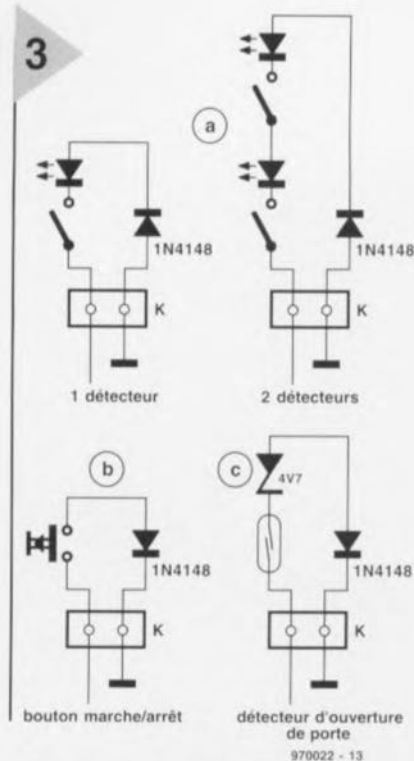 3
a
1N4148
K
1 détecteur
1N4148
K
2 détecteurs
b
1N4148
K
bouton marche/arrêt
c
4V7
1N4148
K
détecteur d'ouverture
de porte
970022 - 13